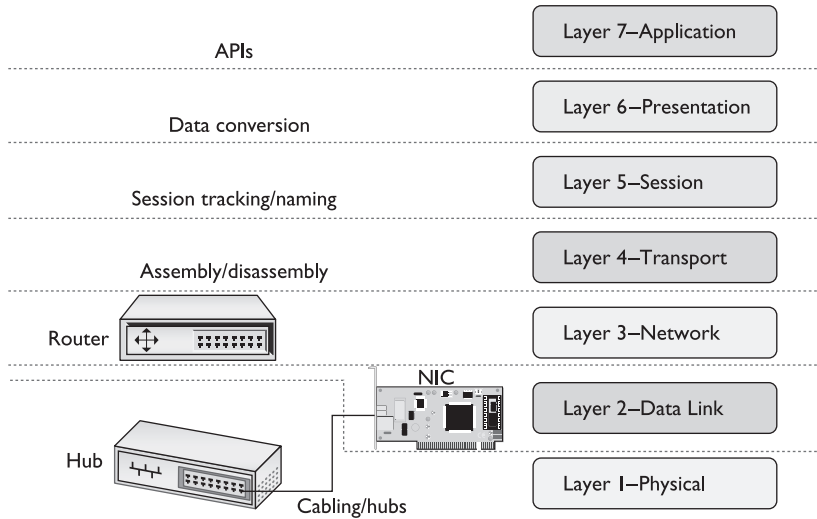 APIs
Layer 7–Application
Data conversion
Layer 6–Presentation
Session tracking/naming
Layer 5–Session
Assembly/disassembly
Layer 4–Transport
Router
Layer 3–Network
NIC
Layer 2–Data Link
Hub
Cabling/hubs
Layer 1–Physical